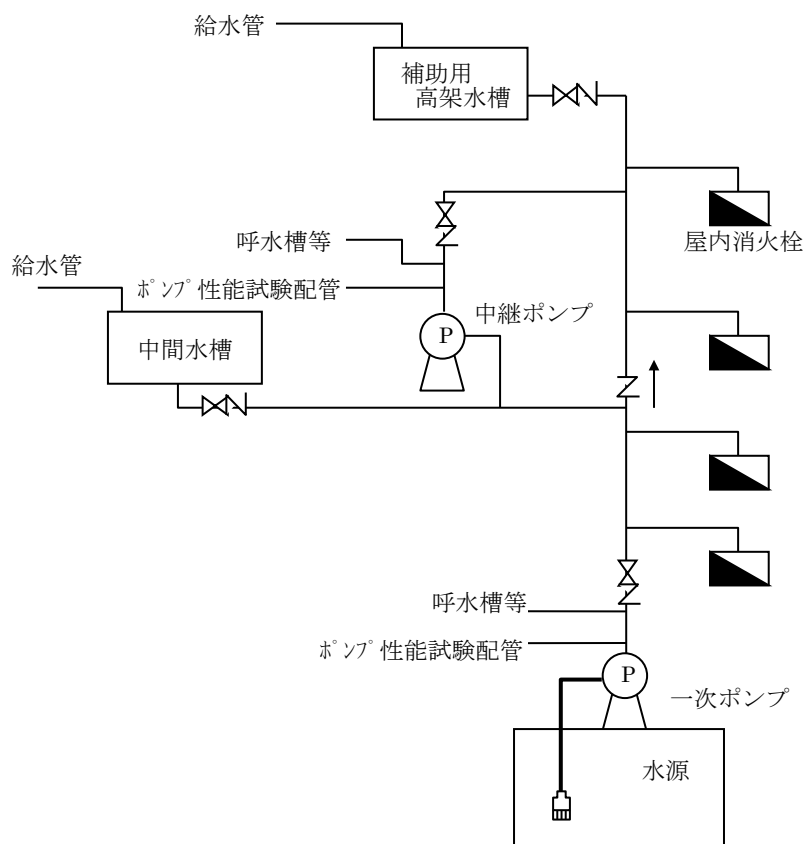 給水管
補助用
高架水槽
屋内消火栓
呼水槽等
給水管
ﾎﾟﾝﾌﾟ性能試験配管
中継ポンプ
P
中間水槽
呼水槽等
ﾎﾟﾝﾌﾟ性能試験配管
P
一次ポンプ
水源